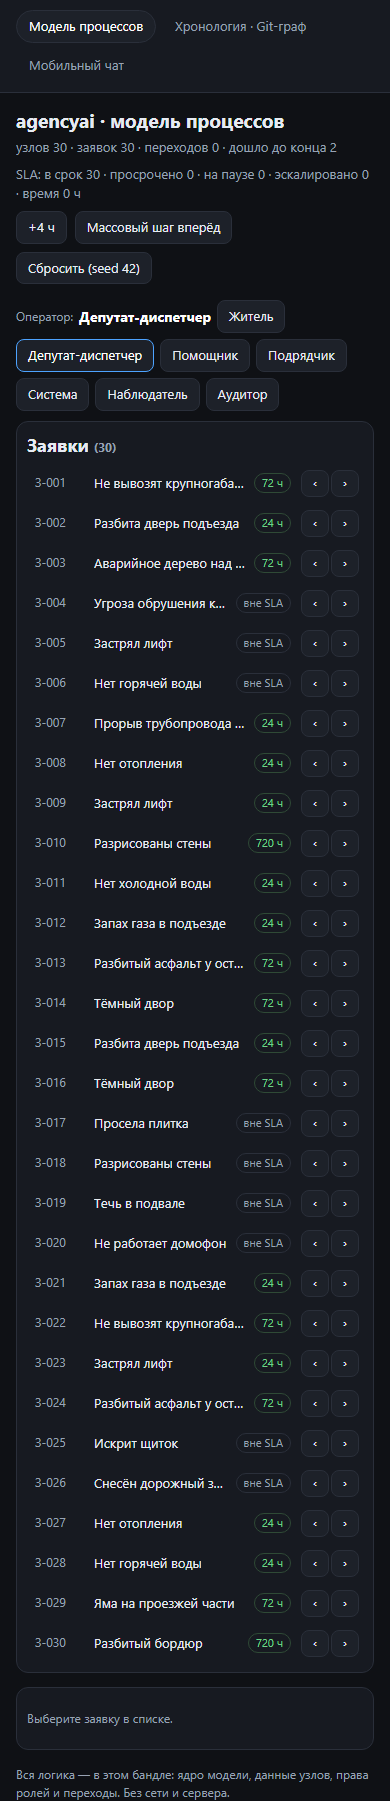 Модель процессов
Хронология · Git-граф
Мобильный чат
agencyai · модель процессов
узлов 30 · заявок 30 · переходов 0 · дошло до конца 2
SLA: в срок 30 · просрочено 0 · на паузе 0 · эскалировано 0
· время 0 ч
+4 ч
Массовый шаг вперёд
Сбросить (seed 42)
Оператор: Депутат-диспетчер
Житель
Депутат-диспетчер
Помощник
Подрядчик
Система
Наблюдатель
Аудитор
Заявки (30)
З-001 Не вывозят крупногаба... 72 ч ‹ ›
З-002 Разбита дверь подъезда 24 ч ‹ ›
З-003 Аварийное дерево над ... 72 ч ‹ ›
З-004 Угроза обрушения к... вне SLA ‹ ›
З-005 Застрял лифт вне SLA ‹ ›
З-006 Нет горячей воды вне SLA ‹ ›
З-007 Прорыв трубопровода ... 24 ч ‹ ›
З-008 Нет отопления 24 ч ‹ ›
З-009 Застрял лифт 24 ч ‹ ›
З-010 Разрисованы стены 720 ч ‹ ›
З-011 Нет холодной воды 24 ч ‹ ›
З-012 Запах газа в подъезде 24 ч ‹ ›
З-013 Разбитый асфальт у ост... 72 ч ‹ ›
З-014 Тёмный двор 72 ч ‹ ›
З-015 Разбита дверь подъезда 24 ч ‹ ›
З-016 Тёмный двор 72 ч ‹ ›
З-017 Просела плитка вне SLA ‹ ›
З-018 Разрисованы стены вне SLA ‹ ›
З-019 Течь в подвале вне SLA ‹ ›
З-020 Не работает домофон вне SLA ‹ ›
З-021 Запах газа в подъезде 24 ч ‹ ›
З-022 Не вывозят крупногаба... 72 ч ‹ ›
З-023 Застрял лифт 24 ч ‹ ›
З-024 Разбитый асфальт у ост... 72 ч ‹ ›
З-025 Искрит щиток вне SLA ‹ ›
З-026 Снесён дорожный з... вне SLA ‹ ›
З-027 Нет отопления 24 ч ‹ ›
З-028 Нет горячей воды 24 ч ‹ ›
З-029 Яма на проезжей части 72 ч ‹ ›
З-030 Разбитый бордюр 720 ч ‹ ›
Выберите заявку в списке.
Вся логика — в этом бандле: ядро модели, данные узлов, права
ролей и переходы. Без сети и сервера.